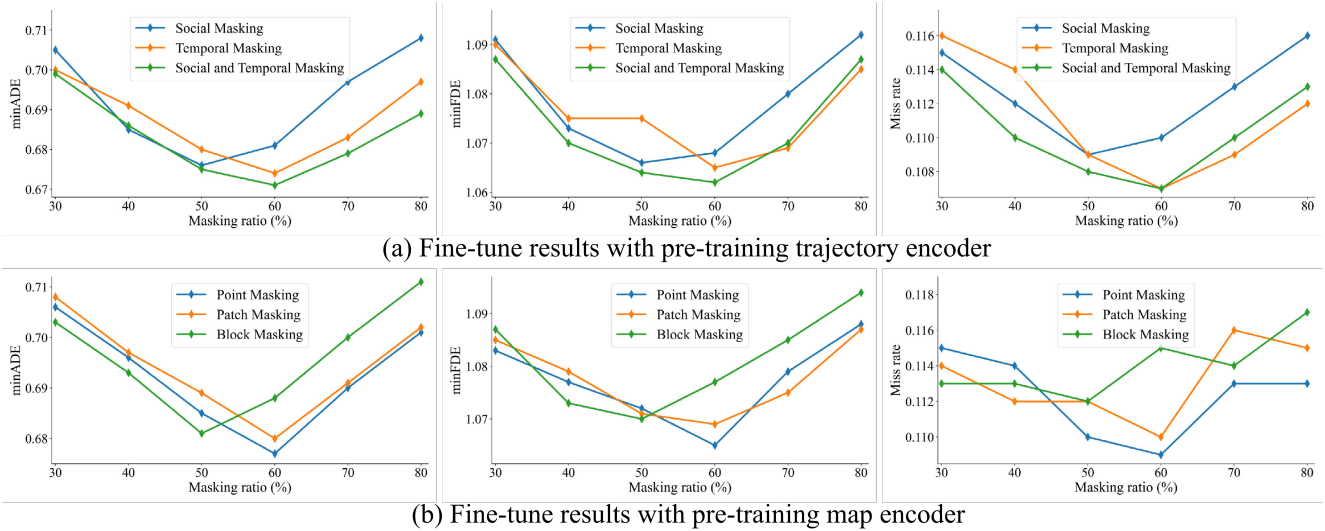 0.71
0.70
0.69
0.68
0.67
minADE
Social Masking
Temporal Masking
Social and Temporal Masking
30 40 50 60 70 80
Masking ratio (%)
1.09
1.08
1.07
1.06
minFDE
Social Masking
Temporal Masking
Social and Temporal Masking
30 40 50 60 70 80
Masking ratio (%)
0.116
0.114
0.112
0.110
0.108
Miss rate
Social Masking
Temporal Masking
Social and Temporal Masking
30 40 50 60 70 80
Masking ratio (%)
(a) Fine-tune results with pre-training trajectory encoder
0.71
0.70
0.69
0.68
minADE
Point Masking
Patch Masking
Block Masking
30 40 50 60 70 80
Masking ratio (%)
1.09
1.08
1.07
minFDE
Point Masking
Patch Masking
Block Masking
30 40 50 60 70 80
Masking ratio (%)
0.118
0.116
0.114
0.112
0.110
Miss rate
Point Masking
Patch Masking
Block Masking
30 40 50 60 70 80
Masking ratio (%)
(b) Fine-tune results with pre-training map encoder